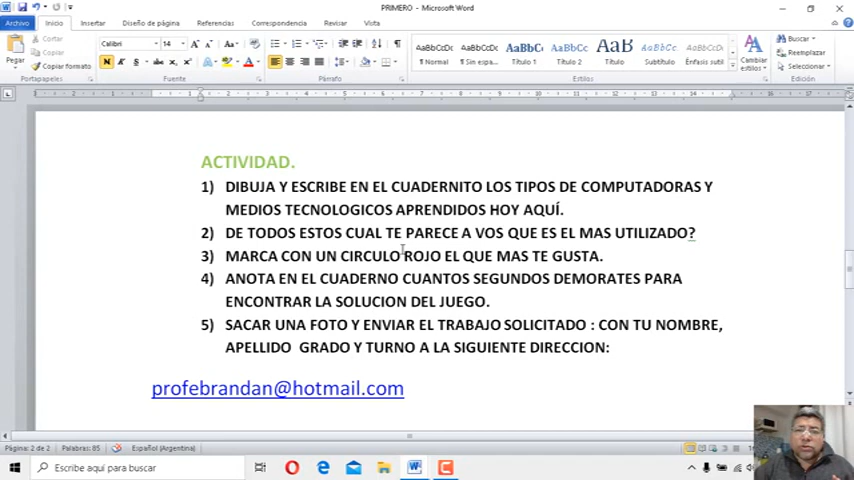 PRIMERO - Microsoft Word
Archivo Inicio Insertar Diseño de página Referencias Correspondencia Revisar Vista
Cortar
Copiar
Copiar formato
Pegar
Portapapeles
Calibri 14
N K S
Fuente
Párrafo
AaBbCcDc AaBbCcDc AaBbC AaBbCc AaB AaBbCc. AaBbCcDc
¶ Normal ¶ Sin espa... Título 1 Título 2 Título Subtítulo Énfasis sutil
Cambiar estilos
Estilos
Buscar
Reemplazar
Seleccionar
Edición
ACTIVIDAD.
1) DIBUJA Y ESCRIBE EN EL CUADERNITO LOS TIPOS DE COMPUTADORAS Y
MEDIOS TECNOLOGICOS APRENDIDOS HOY AQUÍ.
2) DE TODOS ESTOS CUAL TE PARECE A VOS QUE ES EL MAS UTILIZADO?
3) MARCA CON UN CIRCULO ROJO EL QUE MAS TE GUSTA.
4) ANOTA EN EL CUADERNO CUANTOS SEGUNDOS DEMORATES PARA
ENCONTRAR LA SOLUCION DEL JUEGO.
5) SACAR UNA FOTO Y ENVIAR EL TRABAJO SOLICITADO : CON TU NOMBRE,
APELLIDO GRADO Y TURNO A LA SIGUIENTE DIRECCION:
profebrandan@hotmail.com
Página: 2 de 2 Palabras: 85 Español (Argentina)
Escribe aquí para buscar